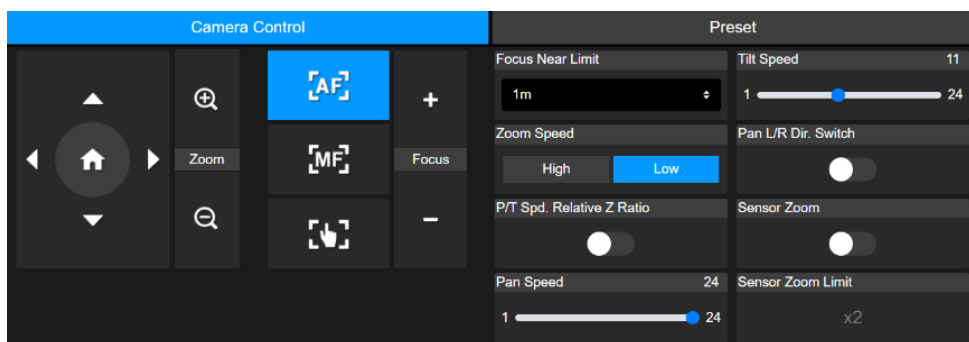 Camera Control
Preset
AF
MF
Zoom
Focus
Focus Near Limit
1m
Tilt Speed 11
1 24
Zoom Speed
High Low
Pan L/R Dir. Switch
P/T Spd. Relative Z Ratio
Sensor Zoom
Pan Speed 24
1 24
Sensor Zoom Limit
x2